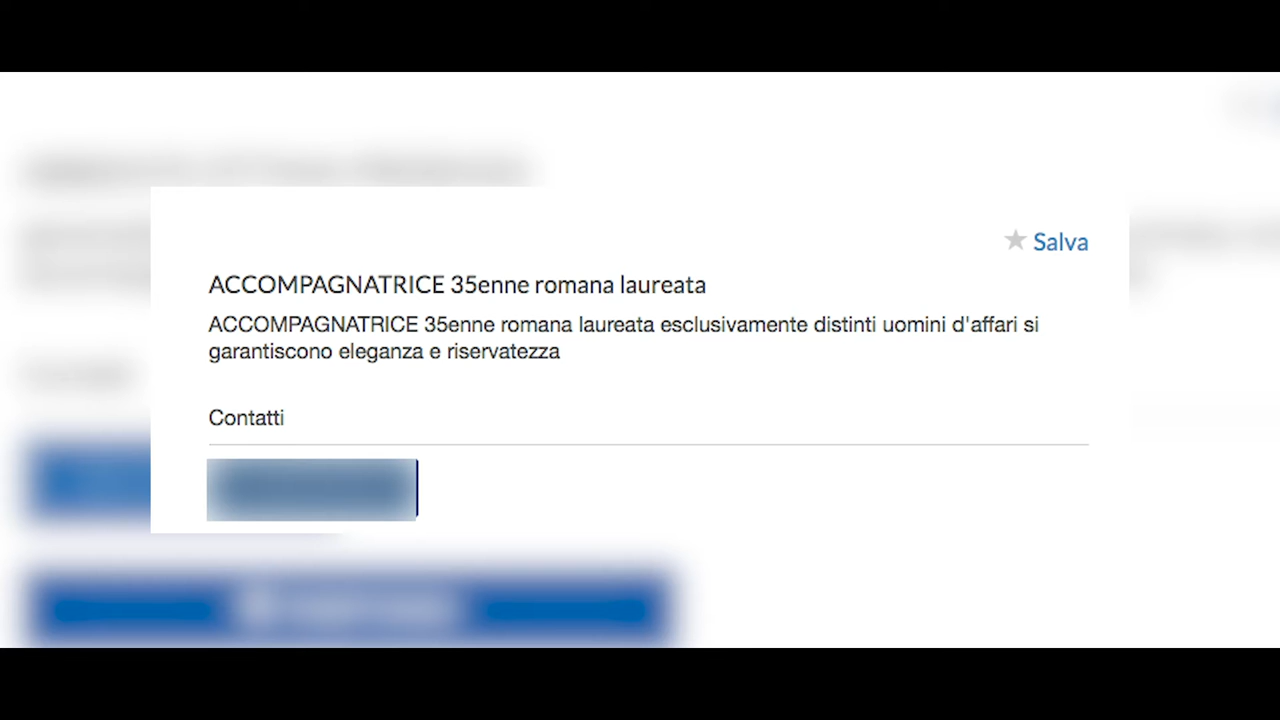 Salva
ACCOMPAGNATRICE 35enne romana laureata
ACCOMPAGNATRICE 35enne romana laureata esclusivamente distinti uomini d'affari si
garantiscono eleganza e riservatezza
Contatti